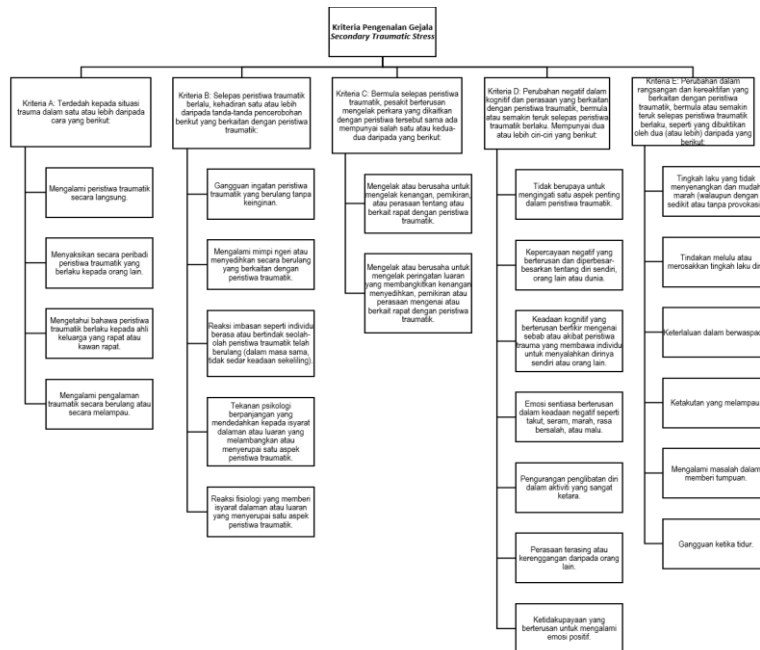 Kriteria Pengenalan Gejala
Secondary Traumatic Stress
Kriteria A: Terdedah kepada situasi
trauma dalam satu atau lebih daripada
cara yang berikut:
Mengalami peristiwa traumatik
secara langsung.
Menyaksikan secara peribadi
peristiwa traumatik yang
berlaku kepada orang lain.
Mengetahui bahawa peristiwa
traumatik berlaku kepada ahli
keluarga yang rapat atau
kawan rapat.
Mengalami pengalaman
traumatik secara berulang atau
secara melampau.
Kriteria B: Selepas peristiwa traumatik
berlalu, kehadiran satu atau lebih
daripada tanda-tanda pencerobohan
berikut yang berkaitan dengan peristiwa
traumatik:
Gangguan ingatan peristiwa
traumatik yang berulang tanpa
keinginan.
Mengalami mimpi ngeri atau
menyedihkan secara berulang
yang berkaitan dengan
peristiwa traumatik.
Reaksi imbasan seperti individu
berasa atau bertindak seolah-
olah peristiwa traumatik telah
berulang (dalam masa sama,
tidak sedar keadaan sekeliling).
Tekanan psikologi
berpanjangan yang
mendedahkan kepada isyarat
dalaman atau luaran yang
melambangkan atau
menyerupai satu aspek
peristiwa traumatik.
Reaksi fisiologi yang memberi
isyarat dalaman atau luaran
yang menyerupai satu aspek
peristiwa traumatik.
Kriteria C: Bermula selepas peristiwa
traumatik, pesakit berterusan
mengelak perkara yang dikaitkan
dengan peristiwa tersebut sama ada
mempunyai salah satu atau kedua-
dua daripada yang berikut:
Mengelak atau berusaha untuk
mengelak kenangan, pemikiran,
atau perasaan tentang atau
berkait rapat dengan peristiwa
traumatik.
Mengelak atau berusaha untuk
mengelak peringatan luaran
yang membangkitkan kenangan
menyedihkan, pemikiran atau
perasaan mengenai atau
berkait rapat dengan peristiwa
traumatik.
Kriteria D: Perubahan negatif dalam
kognitif dan perasaan yang berkaitan
dengan peristiwa traumatik, bermula
atau semakin teruk selepas peristiwa
traumatik berlaku. Mempunyai dua
atau lebih ciri-ciri yang berikut:
Tidak berupaya untuk
mengingati satu aspek penting
dalam peristiwa traumatik.
Kepercayaan negatif yang
berterusan dan diperbesar-
besarkan tentang diri sendiri,
orang lain atau dunia.
Keadaan kognitif yang
berterusan berfikir mengenai
sebab atau akibat peristiwa
trauma yang membawa individu
untuk menyalahkan dirinya
sendiri atau orang lain.
Emosi sentiasa berterusan
dalam keadaan negatif seperti
takut, seram, marah, rasa
bersalah, atau malu.
Pengurangan penglibatan diri
dalam aktiviti yang sangat
ketara.
Perasaan terasing atau
kerenggangan daripada orang
lain.
Ketidakupayaan yang
berterusan untuk mengalami
emosi positif.
Kriteria E: Perubahan dalam
rangsangan dan kereaktifan yang
berkaitan dengan peristiwa
traumatik, bermula atau semakin
teruk selepas peristiwa traumatik
berlaku, seperti yang dibuktikan
oleh dua (atau lebih) daripada yang
berikut:
Tingkah laku yang tidak
menyenangkan dan mudah
marah (walaupun dengan
sedikit atau tanpa provokasi
Tindakan melulu atau
merosakkan tingkah laku diri
Keterlaluan dalam berwaspada
Ketakutan yang melampau.
Mengalami masalah dalam
memberi tumpuan.
Gangguan ketika tidur.